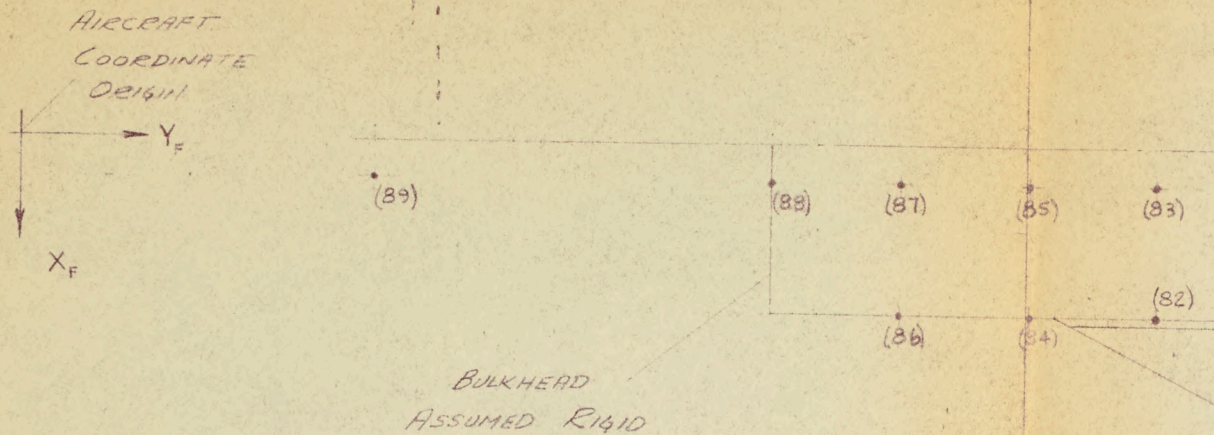 AIRCRAFT
COORDINATE
ORIGIN
Y_F
X_F
(89)
(88)
(87)
(85)
(83)
(82)
(86)
(84)
BULKHEAD
ASSUMED RIGID